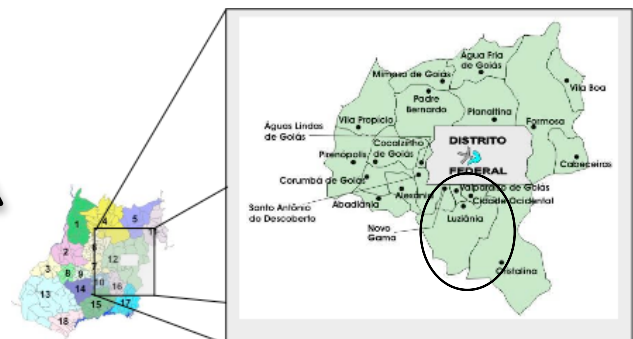 Água Fria
de Goiás
Mimoso de Goiás
Vila Boa
Padre
Bernardo
Planaltina
Vila Propício
Formosa
Águas Lindas
de Goiás
DISTRITO
FEDERAL
Cocalzinho
de Goiás
Pirenópolis
Cabeceiras
Corumbá de Goiás
Alexânia
Valparaíso de Goiás
Abadiânia
Cidade Ocidental
Santo Antônio
do Descoberto
Luziânia
Novo
Gama
Cristalina
1
4
5
2
6
3
7
12
8
9
10
13
14
16
15
17
18